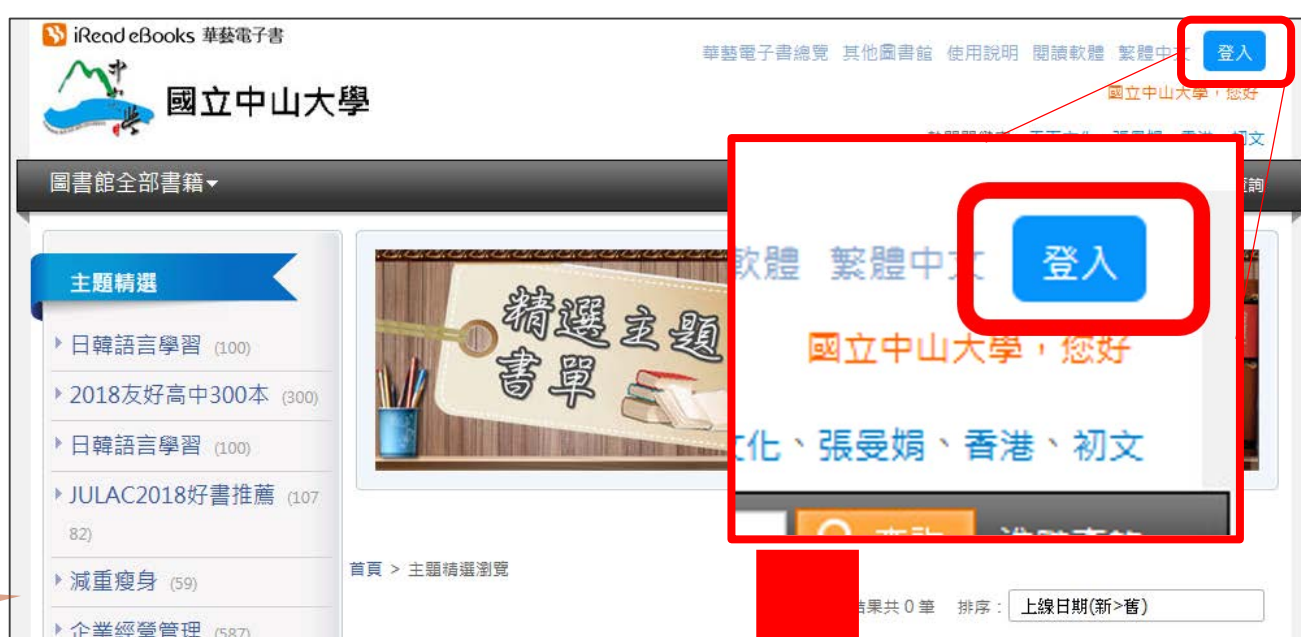 iRead eBooks 華藝電子書
國立中山大學
華藝電子書總覽 其他圖書館 使用說明 閱讀軟體 繁體中文 登入
國立中山大學，您好
初文
圖書館全部書籍
主題精選
日韓語言學習 (100)
2018友好高中300本 (300)
日韓語言學習 (100)
JULAC2018好書推薦 (107
82)
減重瘦身 (59)
企業經營管理 (587)
精選主題
書單
軟體 繁體中文 登入
國立中山大學，您好
化、張曼娟、香港、初文
首頁 > 主題精選瀏覽
果共 0 筆 排序： 上線日期(新>舊)